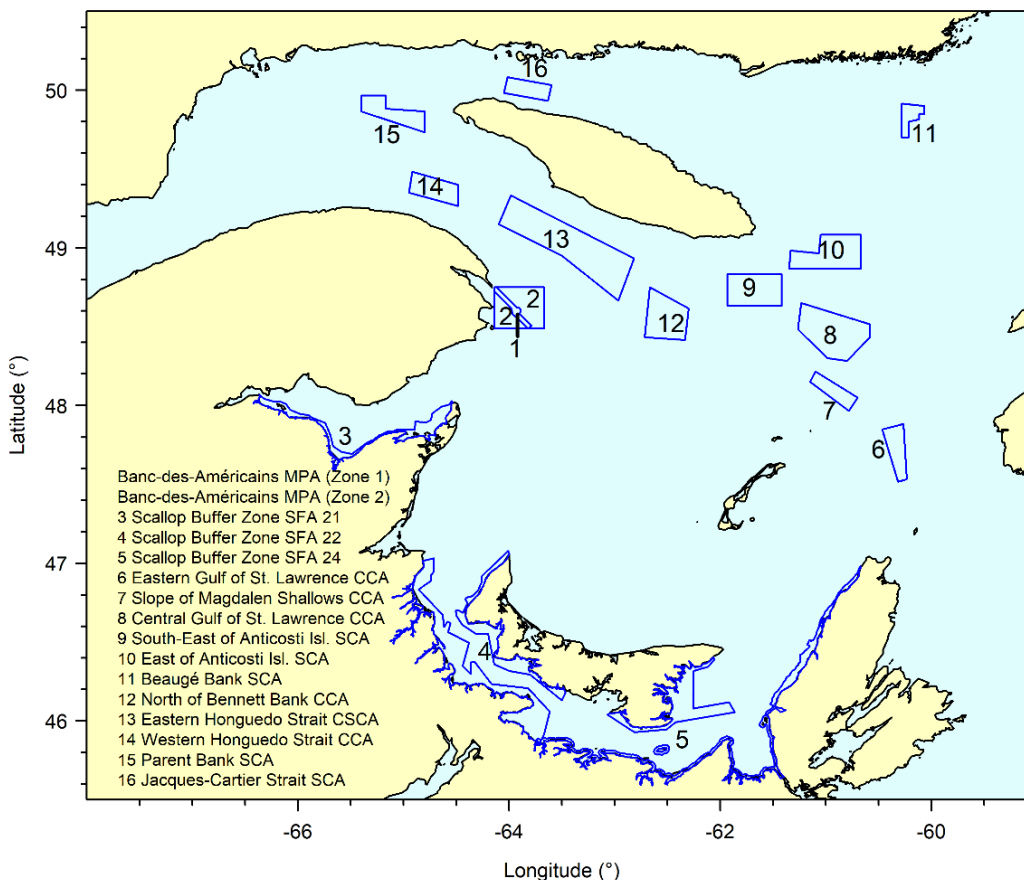 16
50
15
11
14
49
13
10
9
2
2
12
8
1
48
7
3
6
Latitude (°)
Banc-des-Américains MPA (Zone 1)
Banc-des-Américains MPA (Zone 2)
3 Scallop Buffer Zone SFA 21
4 Scallop Buffer Zone SFA 22
5 Scallop Buffer Zone SFA 24
47
6 Eastern Gulf of St. Lawrence CCA
7 Slope of Magdalen Shallows CCA
8 Central Gulf of St. Lawrence CCA
9 South-East of Anticosti Isl. SCA
10 East of Anticosti Isl. SCA
11 Beaugé Bank SCA
12 North of Bennett Bank CCA
13 Eastern Honguedo Strait CSCA
14 Western Honguedo Strait CCA
15 Parent Bank SCA
16 Jacques-Cartier Strait SCA
4
46
5
-66
-64
-62
-60
Longitude (°)